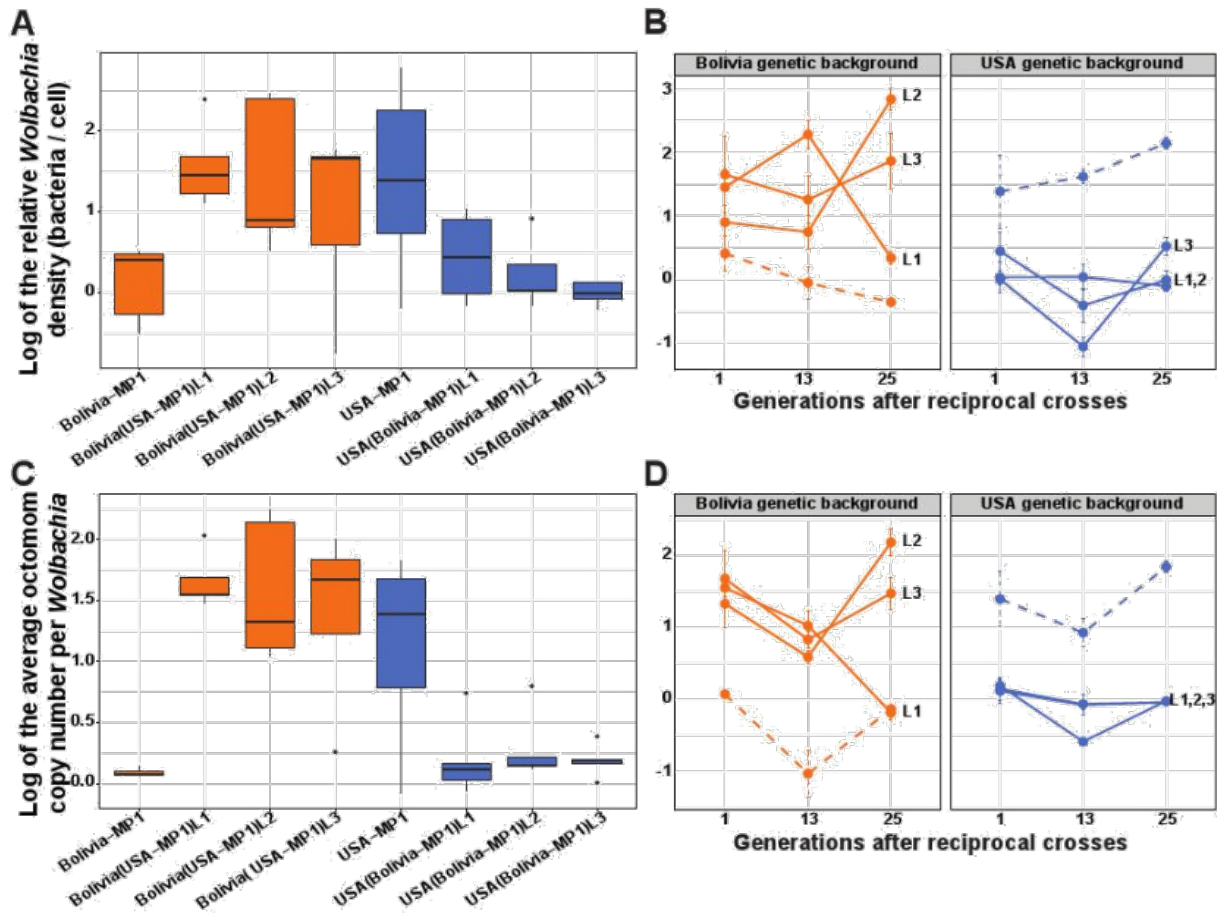 A
Log of the relative Wolbachia
density (bacteria / cell)
2
1
0
Bolivia−MP1
Bolivia(USA−MP1)L1
Bolivia(USA−MP1)L2
Bolivia(USA−MP1)L3
USA−MP1
USA(Bolivia−MP1)L1
USA(Bolivia−MP1)L2
USA(Bolivia−MP1)L3
B
Bolivia genetic background
USA genetic background
3
2
1
0
-1
L2
L3
L1
L3
L1,2
1
13
25
1
13
25
Generations after reciprocal crosses
C
Log of the average octomom
copy number per Wolbachia
2.0
1.5
1.0
0.5
0.0
Bolivia−MP1
Bolivia(USA−MP1)L1
Bolivia(USA−MP1)L2
Bolivia( USA−MP1)L3
USA−MP1
USA(Bolivia−MP1)L1
USA(Bolivia−MP1)L2
USA(Bolivia−MP1)L3
D
Bolivia genetic background
USA genetic background
2
1
0
-1
L2
L3
L1
L1,2,3
1
13
25
1
13
25
Generations after reciprocal crosses